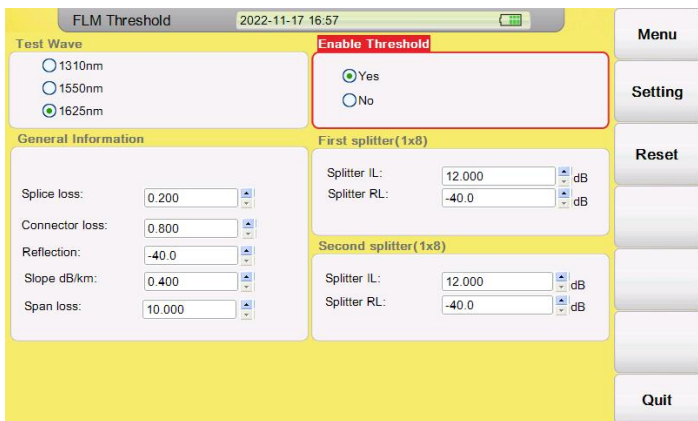 FLM Threshold
2022-11-17 16:57
Test Wave
1310nm
1550nm
1625nm
Enable Threshold
Yes
No
General Information
Splice loss: 0.200
Connector loss: 0.800
Reflection: -40.0
Slope dB/km: 0.400
Span loss: 10.000
First splitter(1x8)
Splitter IL: 12.000 dB
Splitter RL: -40.0 dB
Second splitter(1x8)
Splitter IL: 12.000 dB
Splitter RL: -40.0 dB
Menu
Setting
Reset
Quit